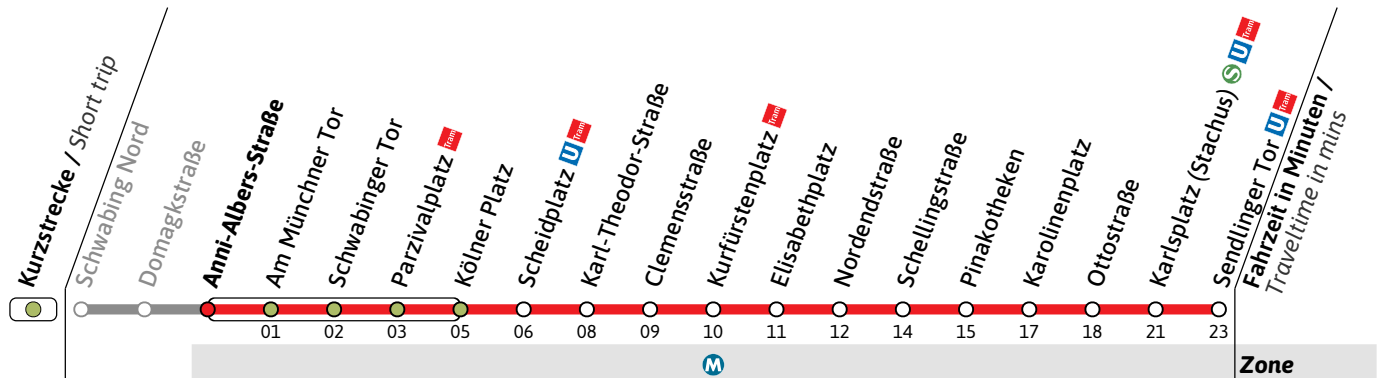 Kurzstrecke / Short trip
Schwabing Nord
Domagkstraße
Anni-Albers-Straße
Am Münchner Tor
Schwabinger Tor
Parzivalplatz Tram
Kölner Platz
Scheidplatz U Tram
Karl-Theodor-Straße
Clemensstraße
Kurfürstenplatz Tram
Elisabethplatz
Nordendstraße
Schellingstraße
Pinakotheken
Karolinenplatz
Ottostraße
Karlsplatz (Stachus) S U Tram
Sendlinger Tor U Tram
Fahrzeit in Minuten /
Traveltime in mins
01 02 03 05 06 08 09 10 11 12 14 15 17 18 21 23
M Zone